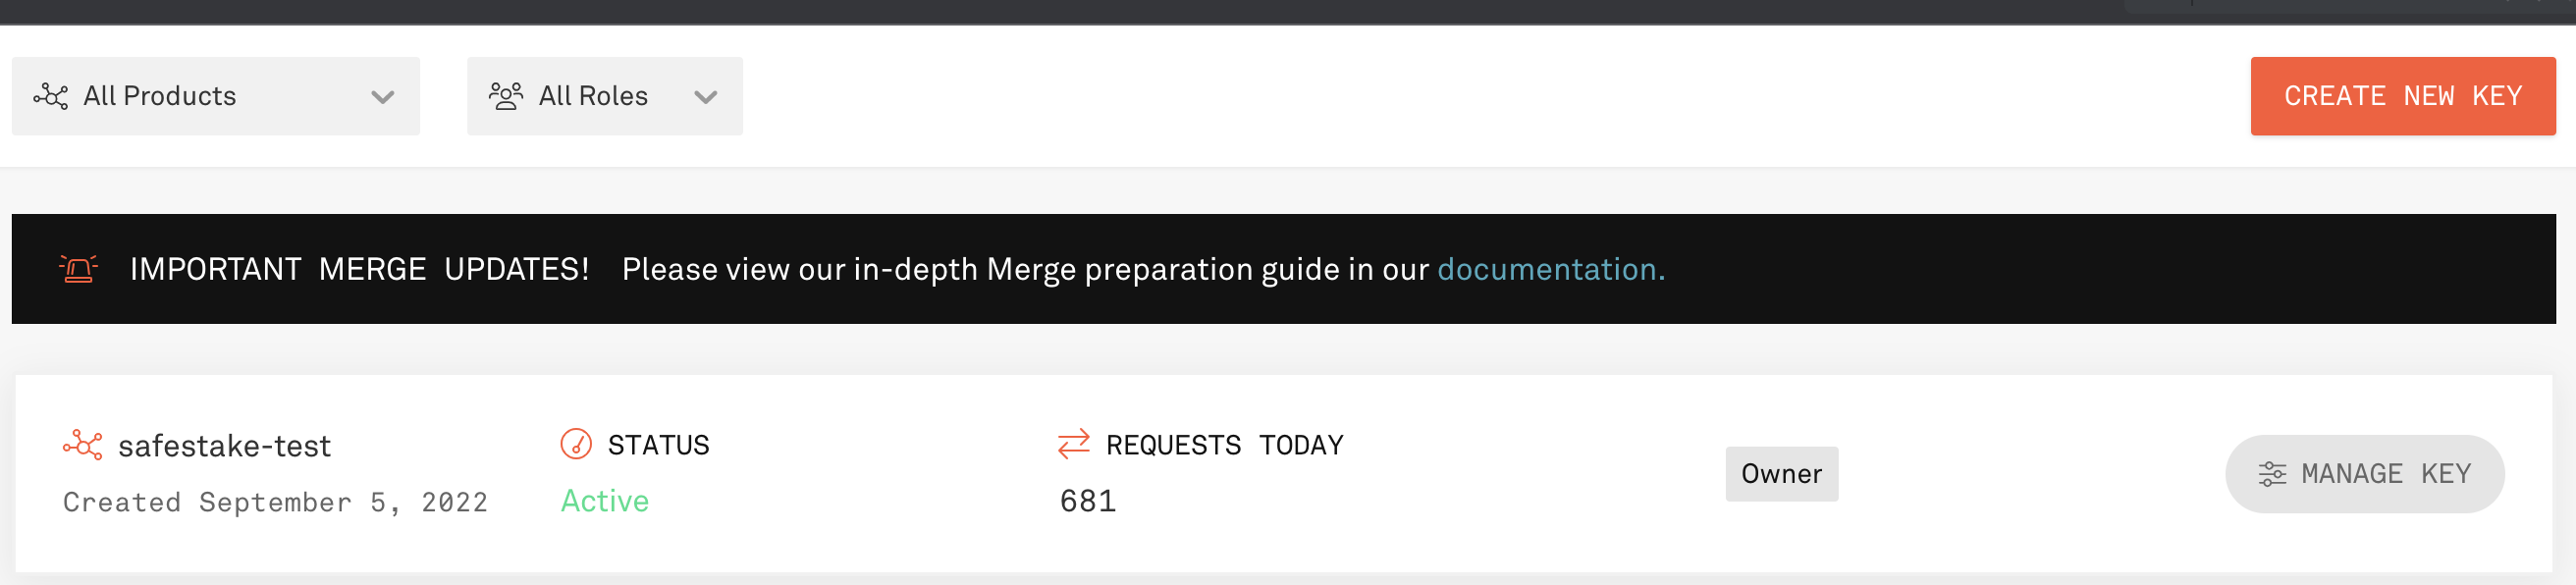 All Products
All Roles
CREATE NEW KEY
IMPORTANT MERGE UPDATES! Please view our in-depth Merge preparation guide in our documentation.
safestake-test
Created September 5, 2022
STATUS
Active
REQUESTS TODAY
681
Owner
MANAGE KEY